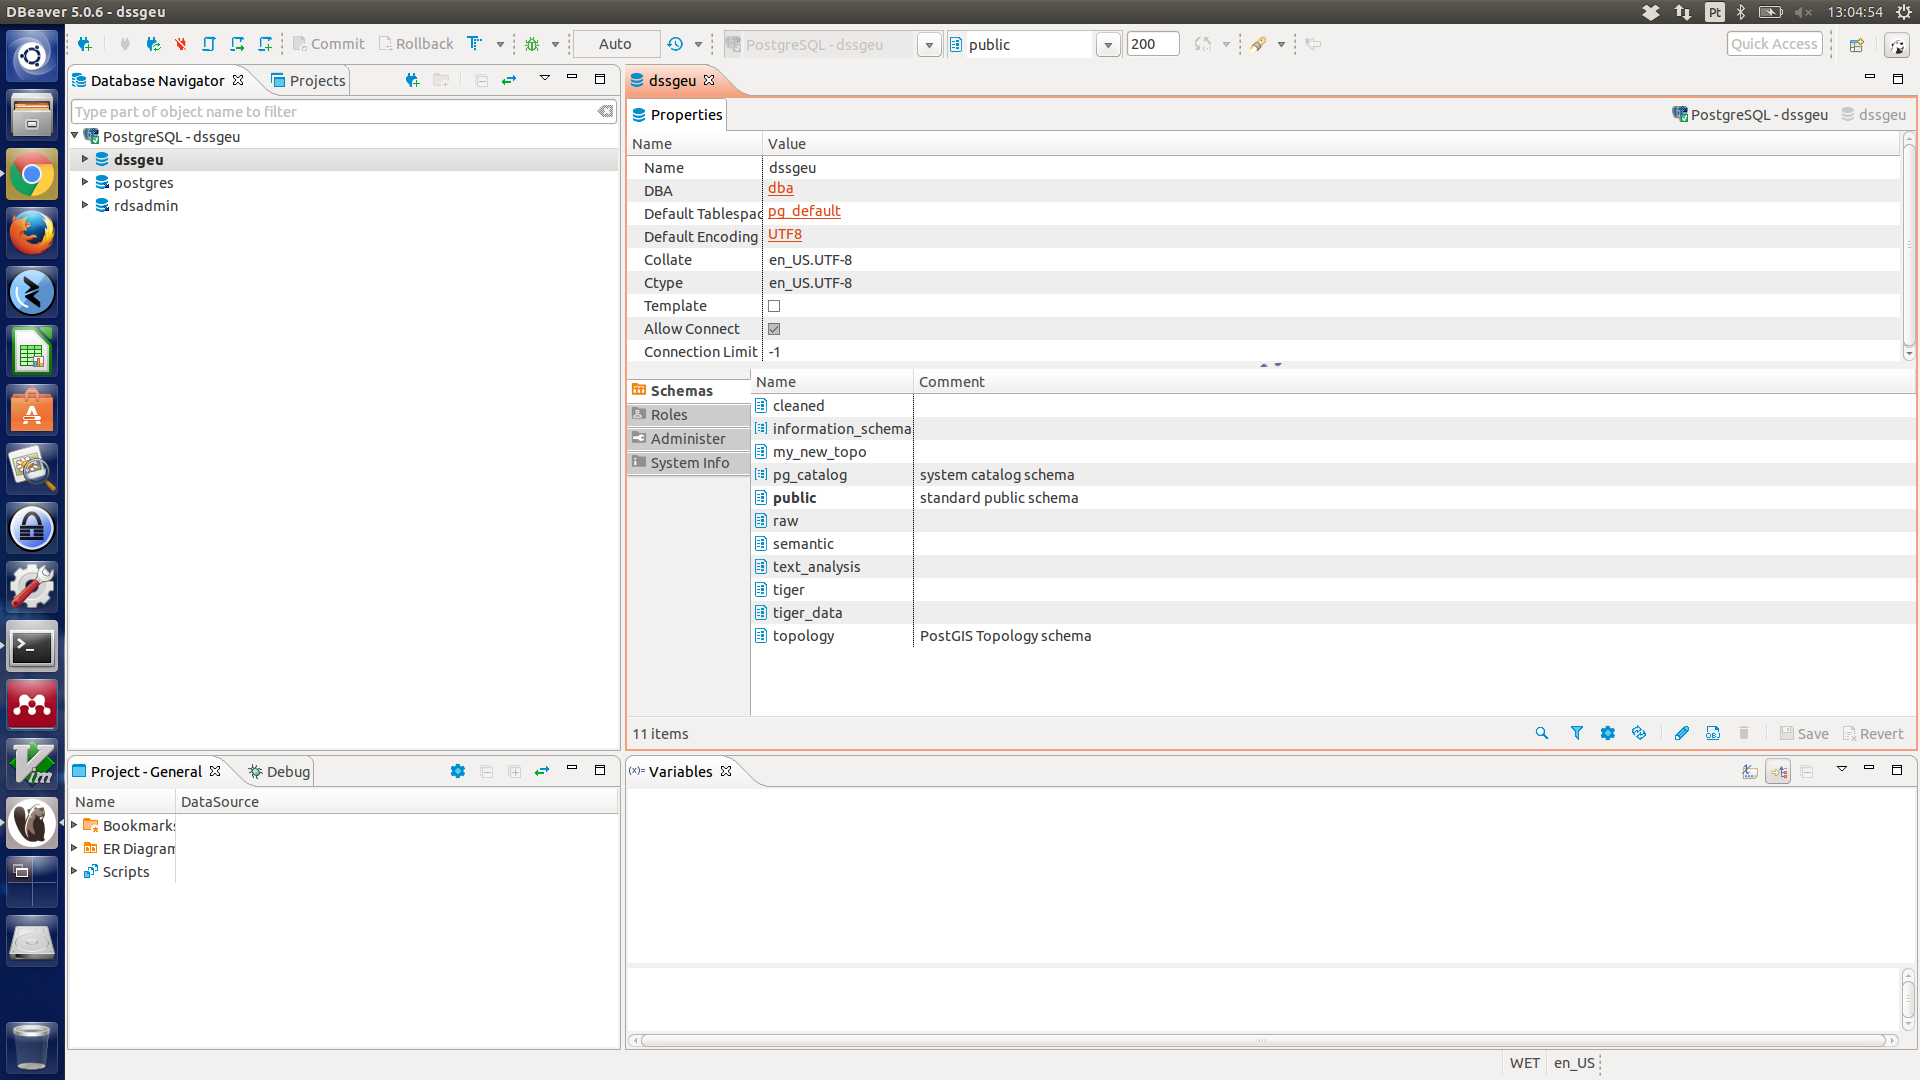 DBeaver 5.0.6 - dssgeu
Pt
13:04:54
Commit
Rollback
Auto
PostgreSQL - dssgeu
public
200
Quick Access
Database Navigator
Projects
Type part of object name to filter
PostgreSQL - dssgeu
dssgeu
postgres
rdsadmin
dssgeu
Properties
PostgreSQL - dssgeu
dssgeu
Name Value
Name dssgeu
DBA dba
Default Tablespac pg_default
Default Encoding UTF8
Collate en_US.UTF-8
Ctype en_US.UTF-8
Template
Allow Connect
Connection Limit -1
Schemas
Roles
Administer
System Info
Name Comment
cleaned
information_schema
my_new_topo
pg_catalog system catalog schema
public standard public schema
raw
semantic
text_analysis
tiger
tiger_data
topology PostGIS Topology schema
11 items
OBJ
Save
Revert
Project - General
Debug
Name DataSource
Bookmarks
ER Diagram
Scripts
(x)= Variables
WET
en_US